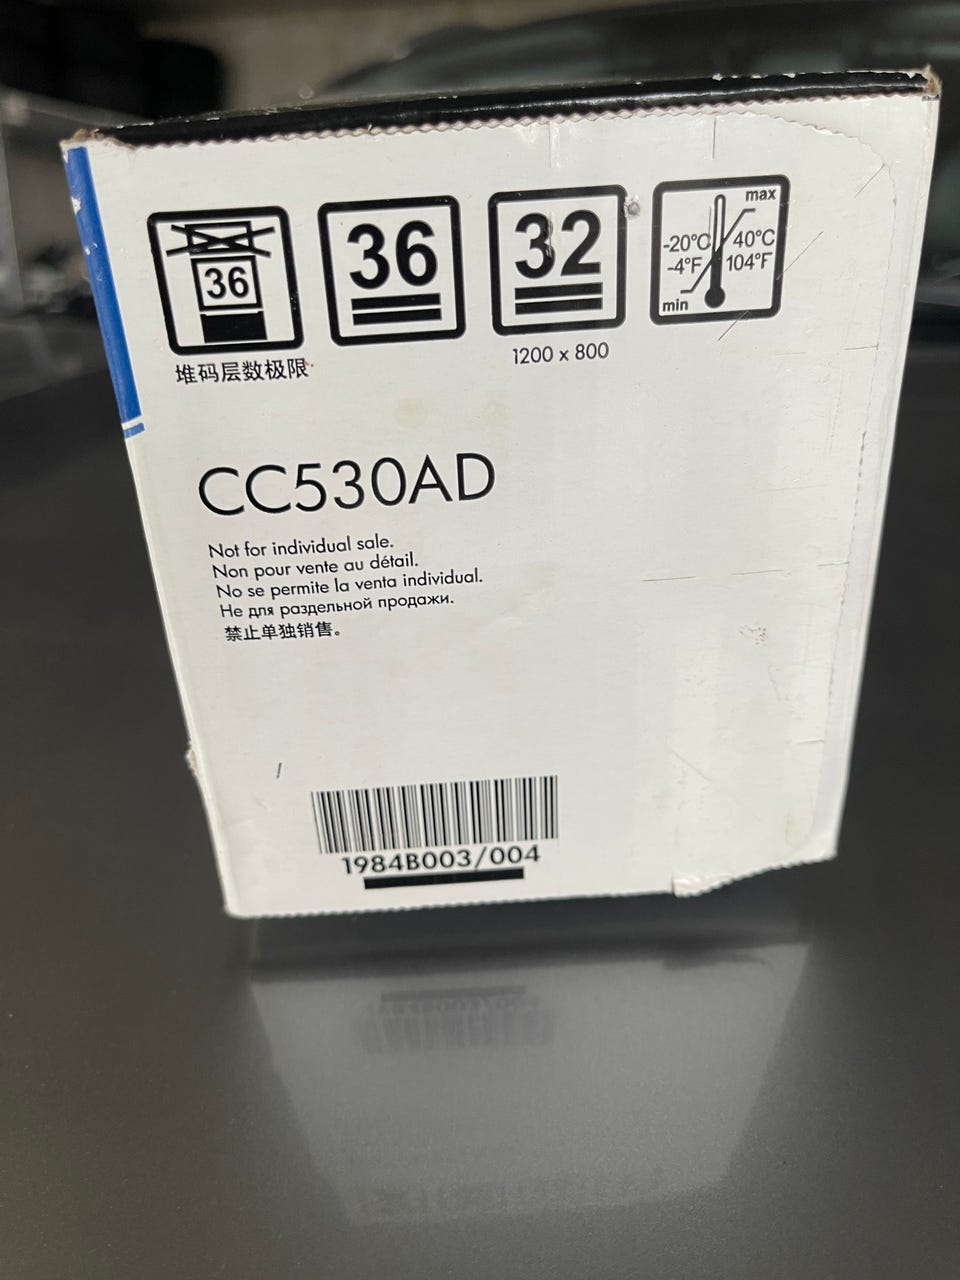 36
36
32
max
-20°C
40°C
-4°F
104°F
min
堆码层数极限
1200 x 800
CC530AD
Not for individual sale.
Non pour vente au détail.
No se permite la venta individual.
Не для раздельной продажи.
禁止单独销售。
1984B003/004